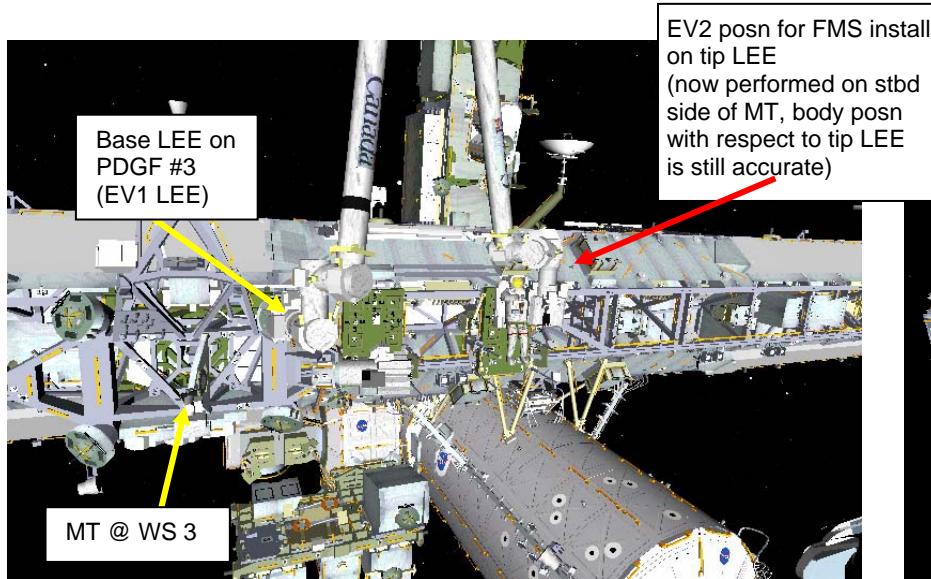 EV2 posn for FMS install
on tip LEE
(now performed on stbd
side of MT, body posn
with respect to tip LEE
is still accurate)
Base LEE on
PDGF #3
(EV1 LEE)
Canada
MT @ WS 3